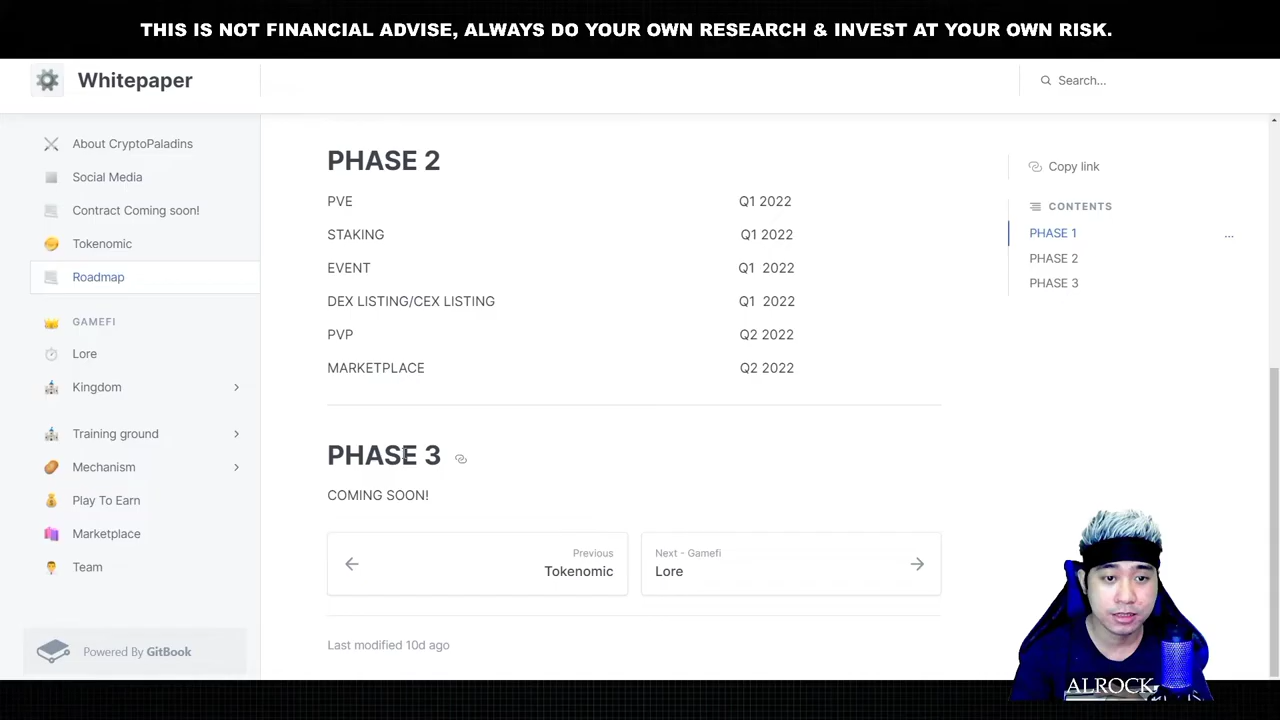 THIS IS NOT FINANCIAL ADVISE, ALWAYS DO YOUR OWN RESEARCH & INVEST AT YOUR OWN RISK.
Whitepaper
Search...
About CryptoPaladins
Social Media
Contract Coming soon!
Tokenomic
Roadmap
GAMEFI
Lore
Kingdom
Training ground
Mechanism
Play To Earn
Marketplace
Team
Powered By GitBook
PHASE 2
PVE Q1 2022
STAKING Q1 2022
EVENT Q1 2022
DEX LISTING/CEX LISTING Q1 2022
PVP Q2 2022
MARKETPLACE Q2 2022
PHASE 3
COMING SOON!
Previous
Tokenomic
Next - Gamefi
Lore
Last modified 10d ago
Copy link
CONTENTS
PHASE 1
...
PHASE 2
PHASE 3
ALROCK